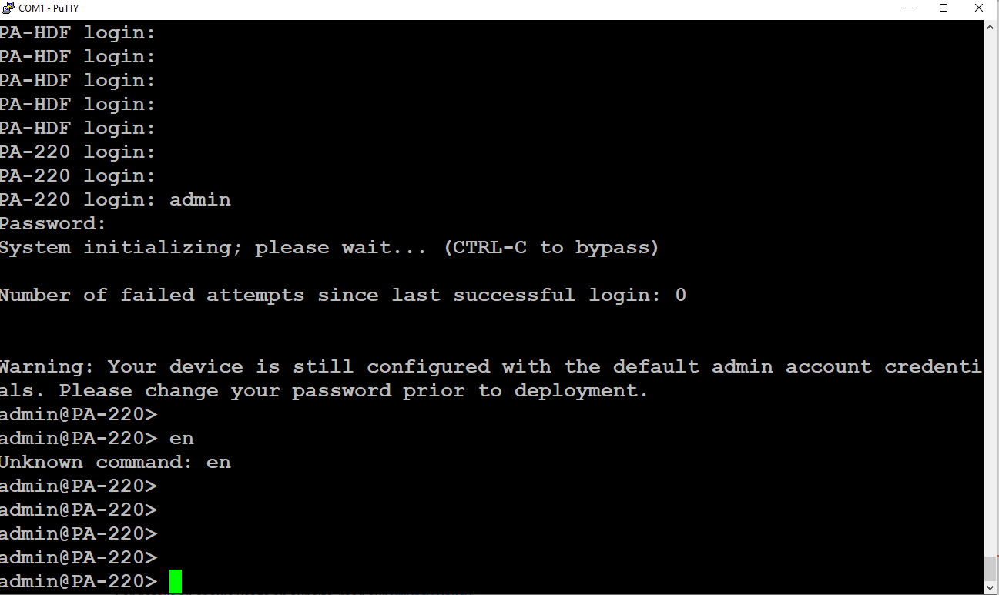 COM1 - PuTTY
PA-HDF login:
PA-HDF login:
PA-HDF login:
PA-HDF login:
PA-HDF login:
PA-220 login:
PA-220 login:
PA-220 login: admin
Password:
System initializing; please wait... (CTRL-C to bypass)
Number of failed attempts since last successful login: 0
Warning: Your device is still configured with the default admin account credenti
als. Please change your password prior to deployment.
admin@PA-220>
admin@PA-220> en
Unknown command: en
admin@PA-220>
admin@PA-220>
admin@PA-220>
admin@PA-220>
admin@PA-220>